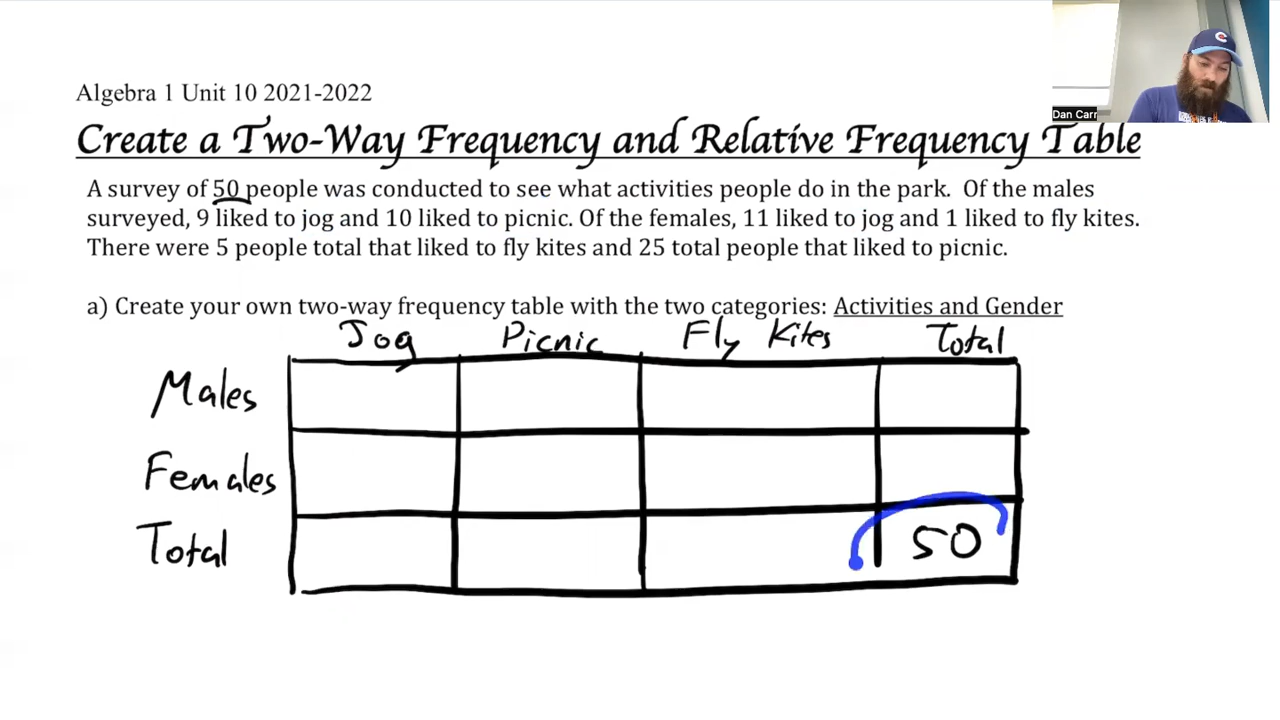 Algebra 1 Unit 10 2021-2022
Dan Carr
Create a Two-Way Frequency and Relative Frequency Table
A survey of 50 people was conducted to see what activities people do in the park. Of the males
surveyed, 9 liked to jog and 10 liked to picnic. Of the females, 11 liked to jog and 1 liked to fly kites.
There were 5 people total that liked to fly kites and 25 total people that liked to picnic.
a) Create your own two-way frequency table with the two categories: Activities and Gender
Jog Picnic Fly Kites Total
Males
Females
Total 50